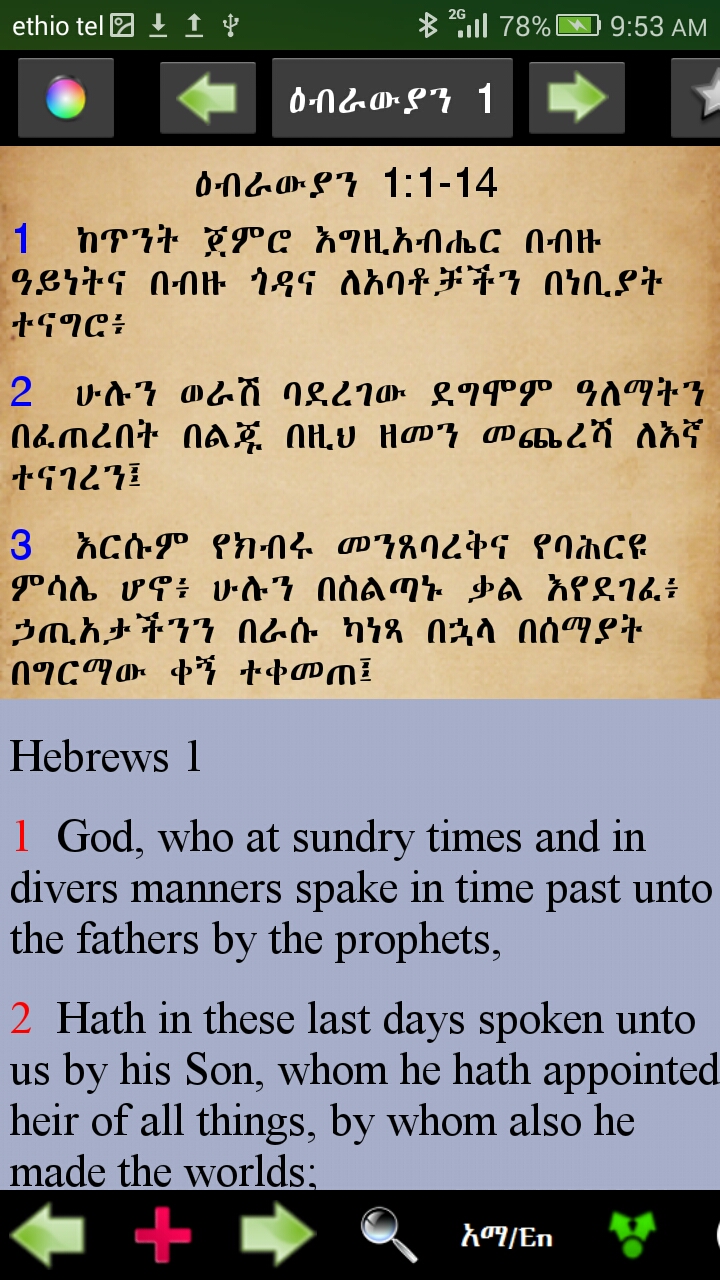 ethio tel 2G 78% 9:53 AM
ዕብራውያን 1
ዕብራውያን 1:1-14
1 ከጥንት ጀምሮ እግዚአብሔር በብዙ
ዓይነትና በብዙ ጎዳና ለአባቶቻችን በነቢያት
ተናግሮ፥
2 ሁሉን ወራሽ ባደረገው ደግሞም ዓለማትን
በፈጠረበት በልጁ በዚህ ዘመን መጨረሻ ለእኛ
ተናገረን፤
3 እርሱም የክብሩ መንጸባረቅና የባሕርዩ
ምሳሌ ሆኖ፥ ሁሉን በስልጣኑ ቃል እየደገፈ፥
ኃጢአታችንን በራሱ ካነጻ በኋላ በሰማያት
በግርማው ቀኝ ተቀመጠ፤
Hebrews 1
1 God, who at sundry times and in
divers manners spake in time past unto
the fathers by the prophets,
2 Hath in these last days spoken unto
us by his Son, whom he hath appointed
heir of all things, by whom also he
made the worlds;
አማ/En